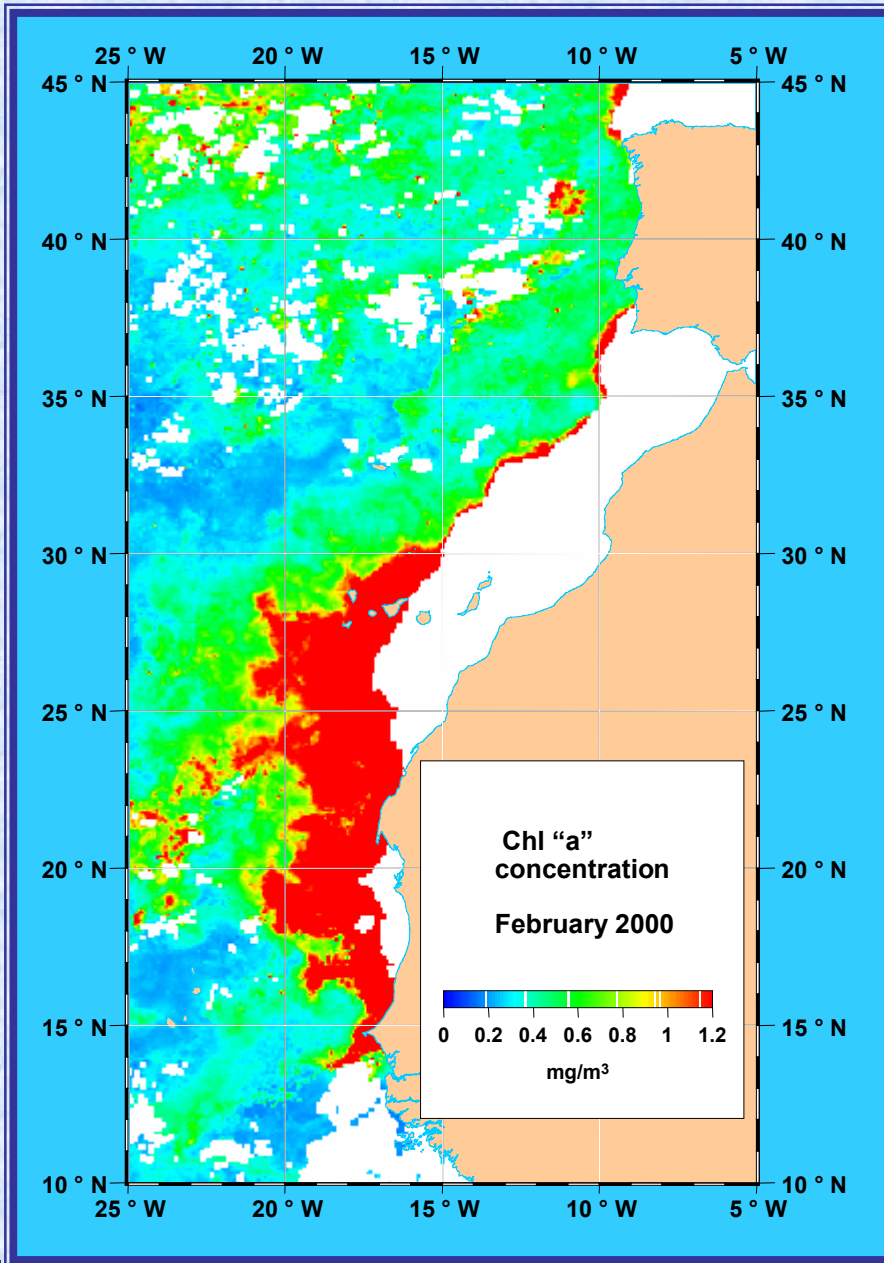 25 ° W 20 ° W 15 ° W 10 ° W 5 ° W
45 ° N 45 ° N
40 ° N 40 ° N
35 ° N 35 ° N
30 ° N 30 ° N
25 ° N 25 ° N
Chl “a”
concentration
20 ° N 20 ° N
February 2000
15 ° N 15 ° N
0 0.2 0.4 0.6 0.8 1 1.2
mg/m³
10 ° N 10 ° N
25 ° W 20 ° W 15 ° W 10 ° W 5 ° W